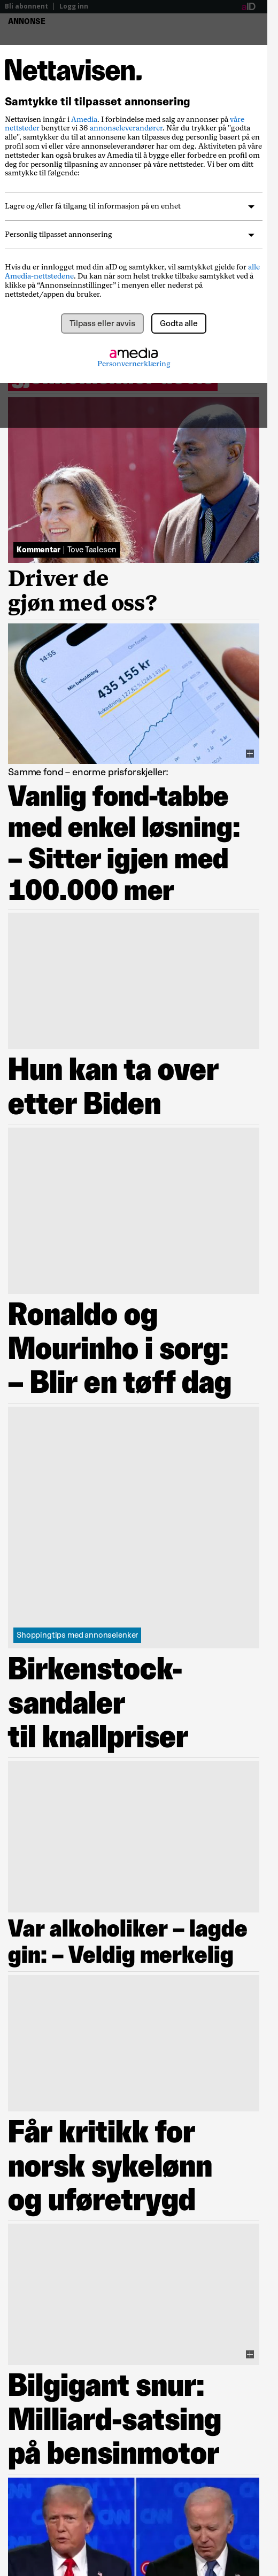 Bli abonnent | Logg inn
aID
ANNONSE
Nettavisen.
Samtykke til tilpasset annonsering
Nettavisen inngår i Amedia. I forbindelse med salg av annonser på våre
nettsteder benytter vi 36 annonseleverandører. Når du trykker på "godta
alle", samtykker du til at annonsene kan tilpasses deg personlig basert på en
profil som vi eller våre annonseleverandører har om deg. Aktiviteten på våre
nettsteder kan også brukes av Amedia til å bygge eller forbedre en profil om
deg for personlig tilpasning av annonser på våre nettsteder. Vi ber om ditt
samtykke til følgende:
Lagre og/eller få tilgang til informasjon på en enhet
Personlig tilpasset annonsering
Hvis du er innlogget med din aID og samtykker, vil samtykket gjelde for alle
Amedia-nettstedene. Du kan når som helst trekke tilbake samtykket ved å
klikke på “Annonseinnstillinger” i menyen eller nederst på
nettstedet/appen du bruker.
Tilpass eller avvis
Godta alle
amedia
Personvernerklæring
Kommentar | Tove Taalesen
Driver de
gjøn med oss?
14:55
Om fondet
Min beholdning
435 155 kr
Samme fond – enorme prisforskjeller:
Vanlig fond-tabbe
med enkel løsning:
– Sitter igjen med
100.000 mer
Hun kan ta over
etter Biden
Ronaldo og
Mourinho i sorg:
– Blir en tøff dag
Shoppingtips med annonselenker
Birkenstock-
sandaler
til knallpriser
Var alkoholiker – lagde
gin: – Veldig merkelig
Får kritikk for
norsk sykelønn
og uføretrygd
Bilgigant snur:
Milliard-satsing
på bensinmotor